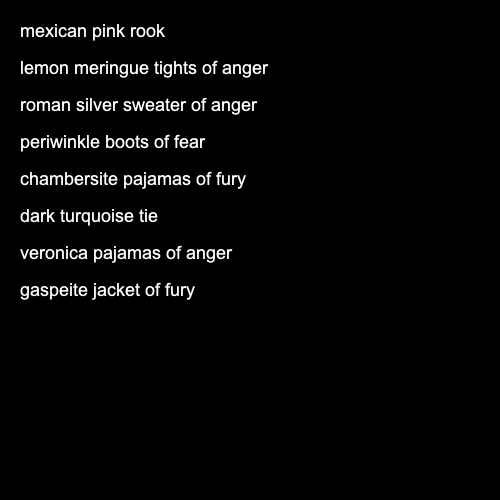 mexican pink rook
lemon meringue tights of anger
roman silver sweater of anger
periwinkle boots of fear
chambersite pajamas of fury
dark turquoise tie
veronica pajamas of anger
gaspeite jacket of fury